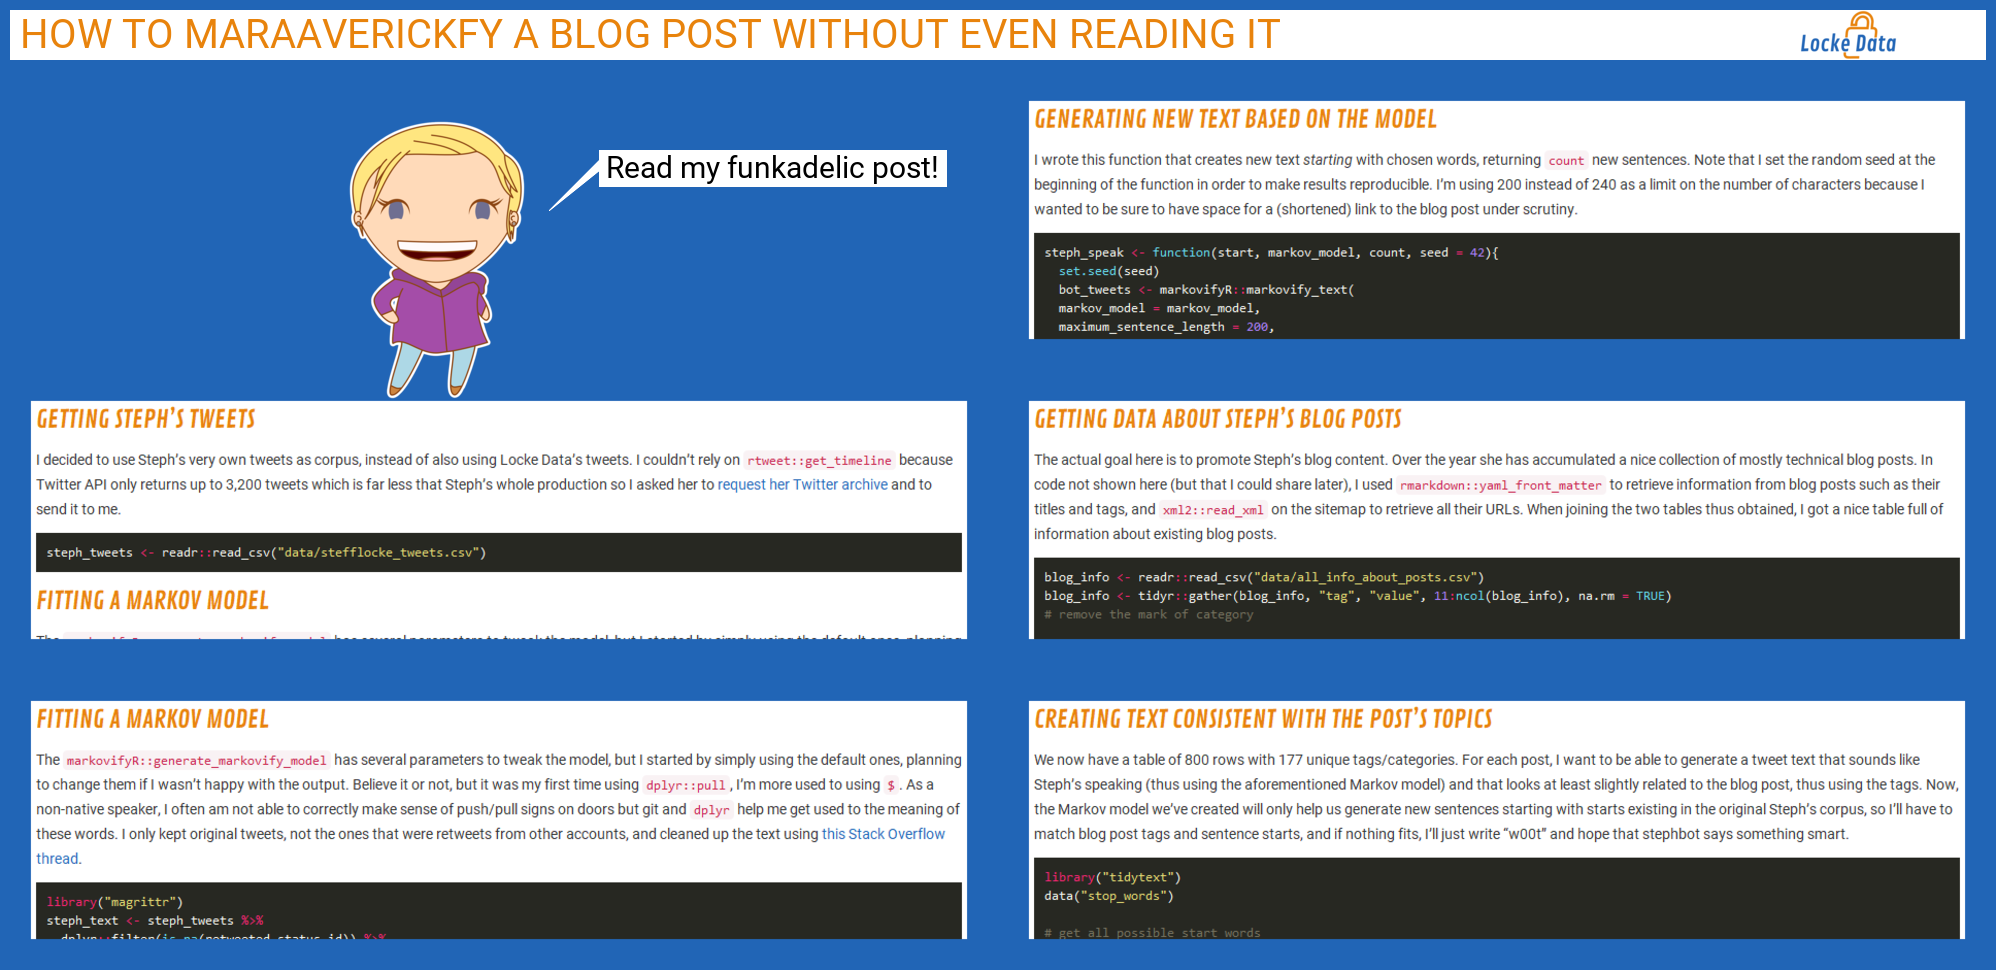 HOW TO MARAAVERICKFY A BLOG POST WITHOUT EVEN READING IT
Locke Data
Read my funkadelic post!
GETTING STEPH'S TWEETS
I decided to use Steph's very own tweets as corpus, instead of also using Locke Data's tweets. I couldn't rely on rtweet::get_timeline because
Twitter API only returns up to 3,200 tweets which is far less that Steph's whole production so I asked her to request her Twitter archive and to
send it to me.
steph_tweets <- readr::read_csv("data/stefflocke_tweets.csv")
FITTING A MARKOV MODEL
The markovifyR::generate_markovify_model has several parameters to tweak the model, but I started by simply using the default ones, planning
FITTING A MARKOV MODEL
The markovifyR::generate_markovify_model has several parameters to tweak the model, but I started by simply using the default ones, planning
to change them if I wasn't happy with the output. Believe it or not, but it was my first time using dplyr::pull , I'm more used to using $ . As a
non-native speaker, I often am not able to correctly make sense of push/pull signs on doors but git and dplyr help me get used to the meaning of
these words. I only kept original tweets, not the ones that were retweets from other accounts, and cleaned up the text using this Stack Overflow
thread.
library("magrittr")
steph_text <- steph_tweets %>%
dplyr::filter(is.na(retweeted_status_id)) %>%
GENERATING NEW TEXT BASED ON THE MODEL
I wrote this function that creates new text starting with chosen words, returning count new sentences. Note that I set the random seed at the
beginning of the function in order to make results reproducible. I'm using 200 instead of 240 as a limit on the number of characters because I
wanted to be sure to have space for a (shortened) link to the blog post under scrutiny.
steph_speak <- function(start, markov_model, count, seed = 42){
set.seed(seed)
bot_tweets <- markovifyR::markovify_text(
markov_model = markov_model,
maximum_sentence_length = 200,
GETTING DATA ABOUT STEPH'S BLOG POSTS
The actual goal here is to promote Steph's blog content. Over the year she has accumulated a nice collection of mostly technical blog posts. In
code not shown here (but that I could share later), I used rmarkdown::yaml_front_matter to retrieve information from blog posts such as their
titles and tags, and xml2::read_xml on the sitemap to retrieve all their URLs. When joining the two tables thus obtained, I got a nice table full of
information about existing blog posts.
blog_info <- readr::read_csv("data/all_info_about_posts.csv")
blog_info <- tidyr::gather(blog_info, "tag", "value", 11:ncol(blog_info), na.rm = TRUE)
# remove the mark of category
CREATING TEXT CONSISTENT WITH THE POST'S TOPICS
We now have a table of 800 rows with 177 unique tags/categories. For each post, I want to be able to generate a tweet text that sounds like
Steph's speaking (thus using the aforementioned Markov model) and that looks at least slightly related to the blog post, thus using the tags. Now,
the Markov model we've created will only help us generate new sentences starting with starts existing in the original Steph's corpus, so I'll have to
match blog post tags and sentence starts, and if nothing fits, I'll just write "w00t" and hope that stephbot says something smart.
library("tidytext")
data("stop_words")
# get all possible start words